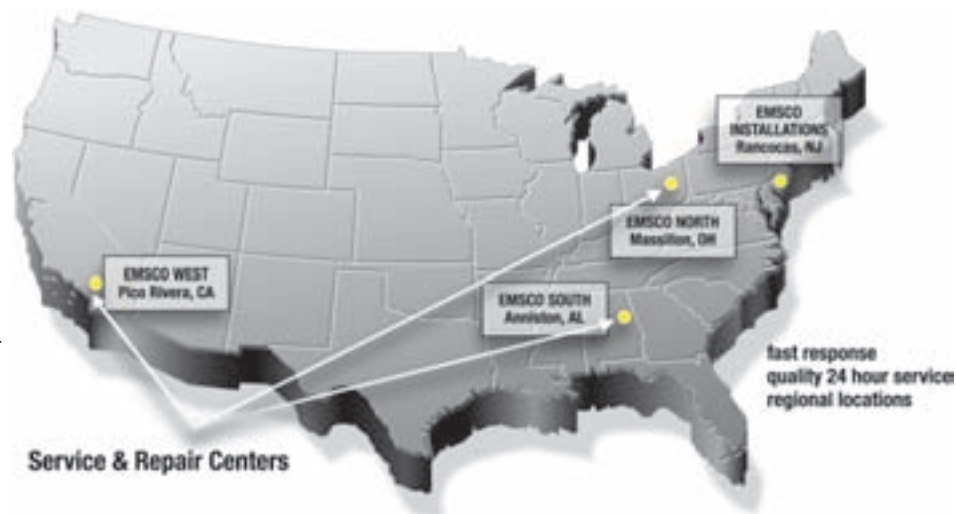 EMSCO
INSTALLATIONS
Rancocas, NJ
EMSCO NORTH
Massillon, OH
EMSCO WEST
Pico Rivera, CA
EMSCO SOUTH
Anniston, AL
fast response
quality 24 hour service
regional locations
Service & Repair Centers